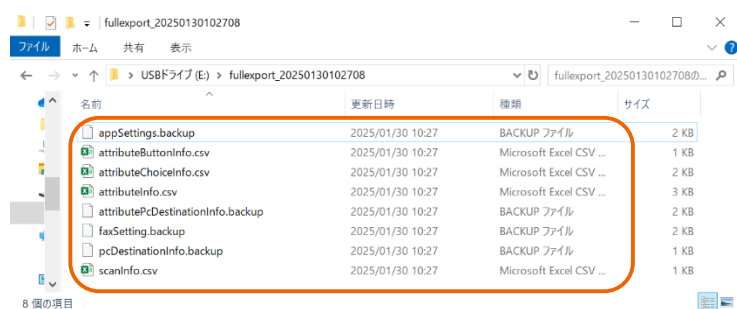 fullexport_20250130102708
ファイル ホーム 共有 表示
USBドライブ (E:) › fullexport_20250130102708 fullexport_20250130102708の...
名前 更新日時 種類 サイズ
appSettings.backup 2025/01/30 10:27 BACKUP ファイル 2 KB
attributeButtonInfo.csv 2025/01/30 10:27 Microsoft Excel CSV ... 1 KB
attributeChoiceInfo.csv 2025/01/30 10:27 Microsoft Excel CSV ... 2 KB
attributeInfo.csv 2025/01/30 10:27 Microsoft Excel CSV ... 3 KB
attributePcDestinationInfo.backup 2025/01/30 10:27 BACKUP ファイル 2 KB
faxSetting.backup 2025/01/30 10:27 BACKUP ファイル 2 KB
pcDestinationInfo.backup 2025/01/30 10:27 BACKUP ファイル 1 KB
scanInfo.csv 2025/01/30 10:27 Microsoft Excel CSV ... 1 KB
8 個の項目